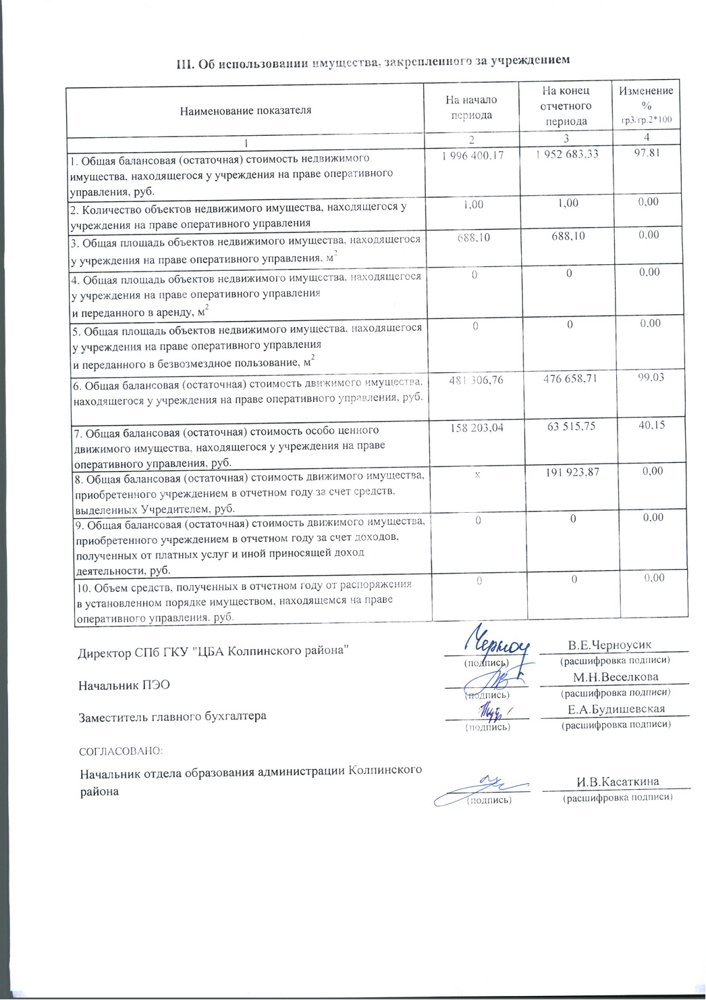 III. Об использовании имущества, закрепленного за учреждением
Наименование показателя
На начало
периода
На конец
отчетного
периода
Изменение
%
гр3/гр.2*100
1
2
3
4
1. Общая балансовая (остаточная) стоимость недвижимого
имущества, находящегося у учреждения на праве оперативного
управления, руб.
1 996 400,17
1 952 683,33
97.81
2. Количество объектов недвижимого имущества, находящегося у
учреждения на праве оперативного управления
1,00
1,00
0,00
3. Общая площадь объектов недвижимого имущества, находящегося
у учреждения на праве оперативного управления, м²
688,10
688,10
0,00
4. Общая площадь объектов недвижимого имущества, находящегося
у учреждения на праве оперативного управления
и переданного в аренду, м²
0
0
0,00
5. Общая площадь объектов недвижимого имущества, находящегося
у учреждения на праве оперативного управления
и переданного в безвозмездное пользование, м²
0
0
0.00
6. Общая балансовая (остаточная) стоимость движимого имущества,
находящегося у учреждения на праве оперативного управления, руб.
481 306,76
476 658,71
99,03
7. Общая балансовая (остаточная) стоимость особо ценного
движимого имущества, находящегося у учреждения на праве
оперативного управления, руб.
158 203,04
63 515,75
40,15
8. Общая балансовая (остаточная) стоимость движимого имущества,
приобретенного учреждением в отчетном году за счет средств,
выделенных Учредителем, руб.
х
191 923,87
0,00
9. Общая балансовая (остаточная) стоимость движимого имущества,
приобретенного учреждением в отчетном году за счет доходов,
полученных от платных услуг и иной приносящей доход
деятельности, руб.
0
0
0,00
10. Объем средств, полученных в отчетном году от распоряжения
в установленном порядке имуществом, находящемся на праве
оперативного управления, руб.
0
0
0,00
Директор СПб ГКУ "ЦБА Колпинского района"
В.Е.Черноусик
(подпись)
(расшифровка подписи)
Начальник ПЭО
М.Н.Веселкова
(подпись)
(расшифровка подписи)
Заместитель главного бухгалтера
Е.А.Будишевская
(подпись)
(расшифровка подписи)
СОГЛАСОВАНО:
Начальник отдела образования администрации Колпинского
района
И.В.Касаткина
(подпись)
(расшифровка подписи)